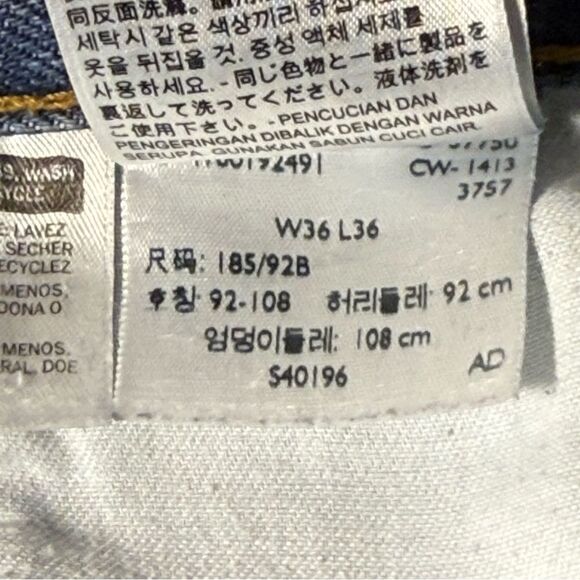 同反面洗滌。
세탁시 같은 색상끼리 하십시
옷을 뒤집을 것. 중성 액체 세제를
사용하세요. - 同じ色物と一緒に製品を
裏返して洗ってください。液体洗剤を
ご使用下さい。- PENCUCIAN DAN
PENGERINGAN DIBALIK DENGAN WARNA
SERUPA. GUNAKAN SABUN CUCI CAIR.
WASH
CW- 1413
3757
W36 L36
尺码: 185/92B
호칭 92-108 허리둘레 92 cm
엉덩이둘레: 108 cm
S40196
AD
LAVEZ
SECHER
ECYCLEZ
MENOS,
DONA O
MENOS.
RAL. DOE